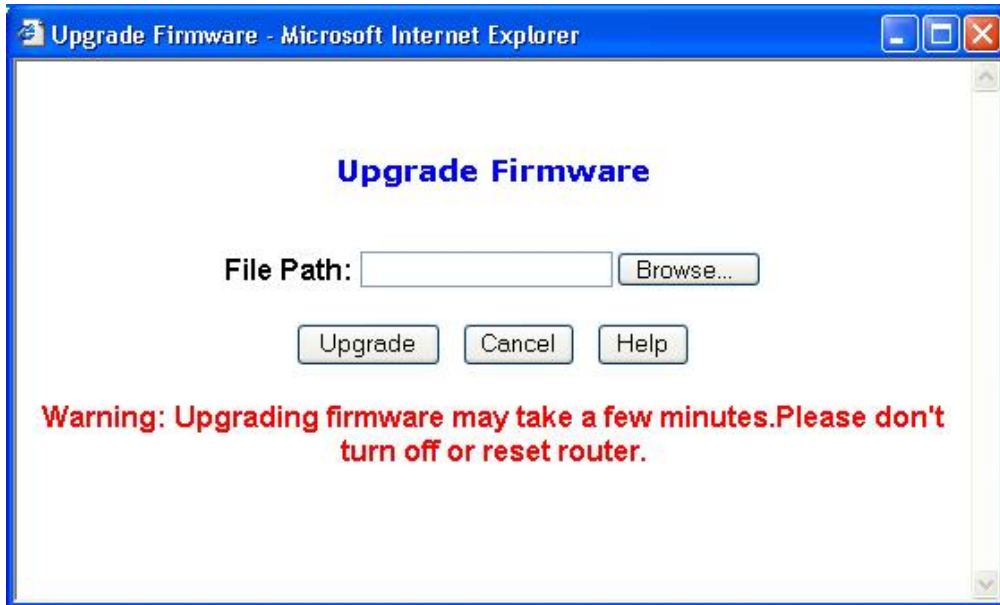 Upgrade Firmware - Microsoft Internet Explorer
Upgrade Firmware
File Path: Browse...
Upgrade Cancel Help
Warning: Upgrading firmware may take a few minutes.Please don't
turn off or reset router.